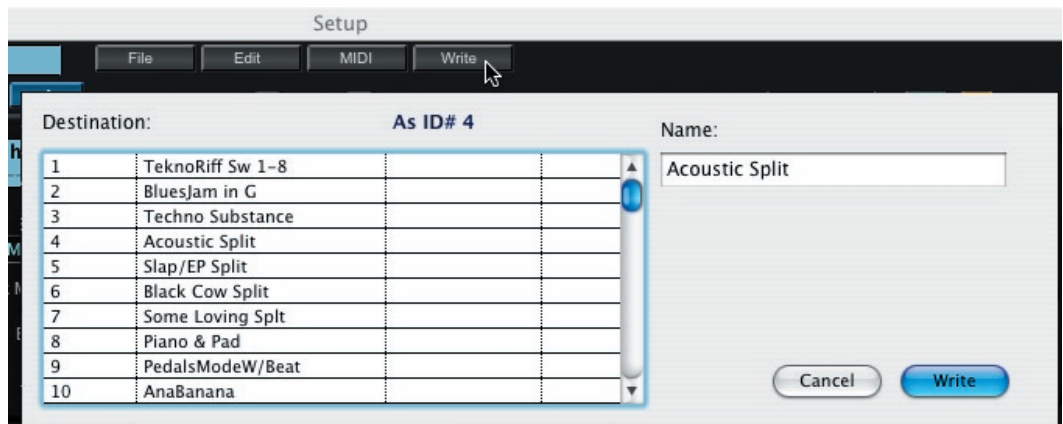 Setup
File Edit MIDI Write
Destination: As ID# 4 Name:
1 TeknoRiff Sw 1-8 Acoustic Split
2 BluesJam in G
3 Techno Substance
4 Acoustic Split
5 Slap/EP Split
6 Black Cow Split
7 Some Loving Splt
8 Piano & Pad
9 PedalsModeW/Beat
10 AnaBanana
Cancel Write